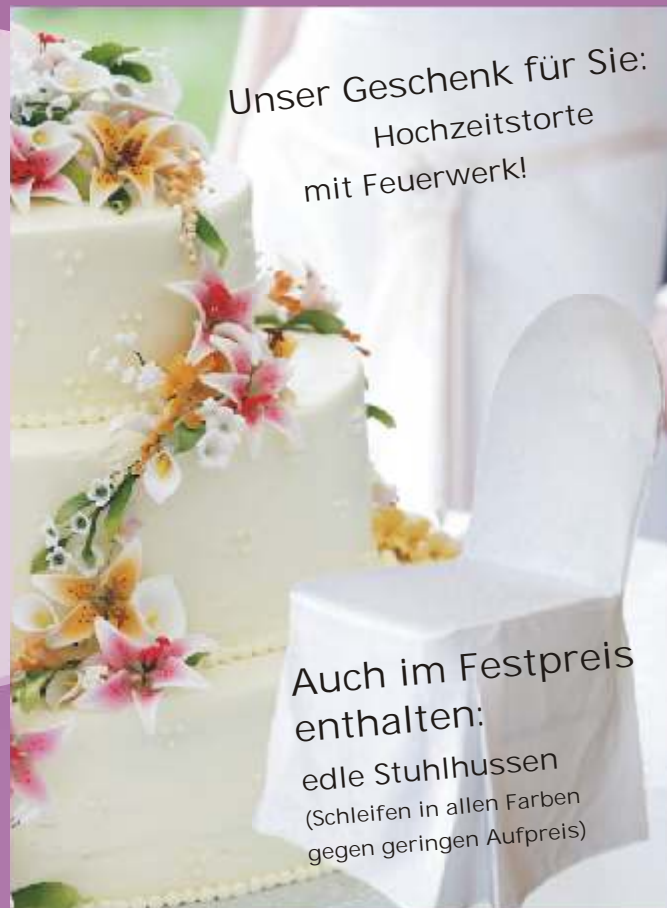 Unser Geschenk für Sie:
Hochzeitstorte
mit Feuerwerk!
Auch im Festpreis
enthalten:
edle Stuhlhussen
(Schleifen in allen Farben
gegen geringen Aufpreis)